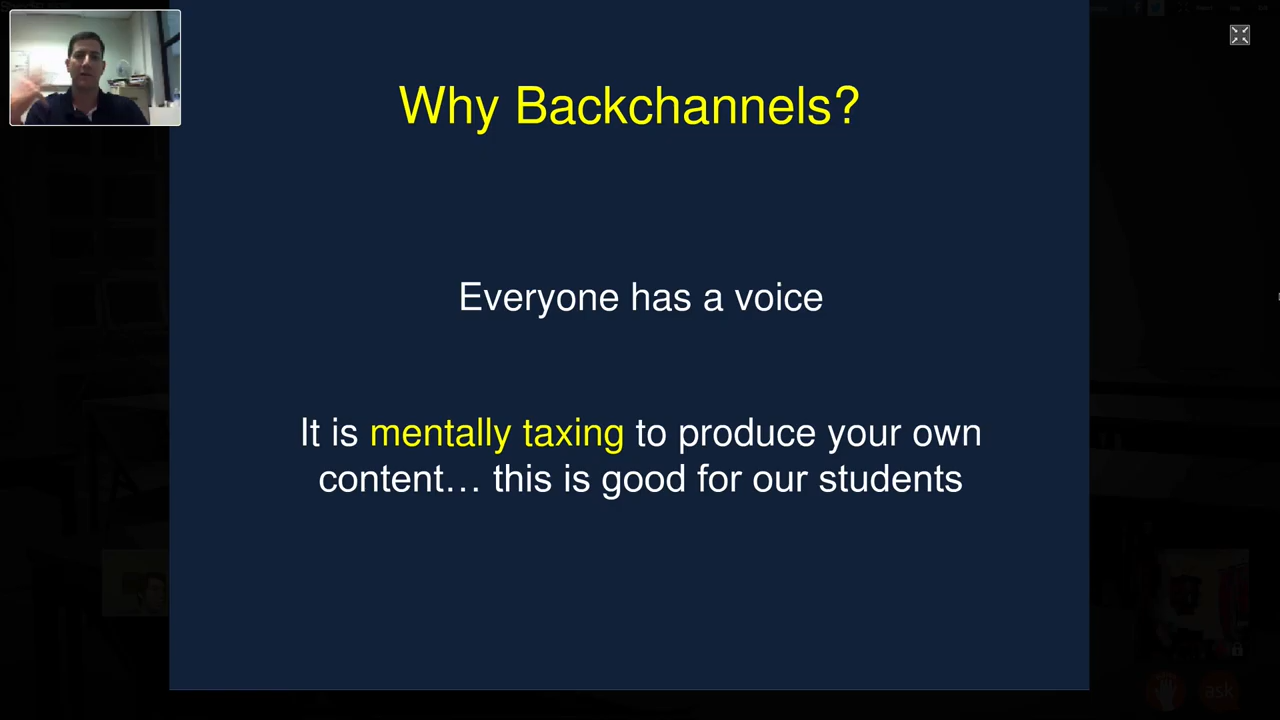 Why Backchannels?
Everyone has a voice
It is mentally taxing to produce your own
content… this is good for our students
ask